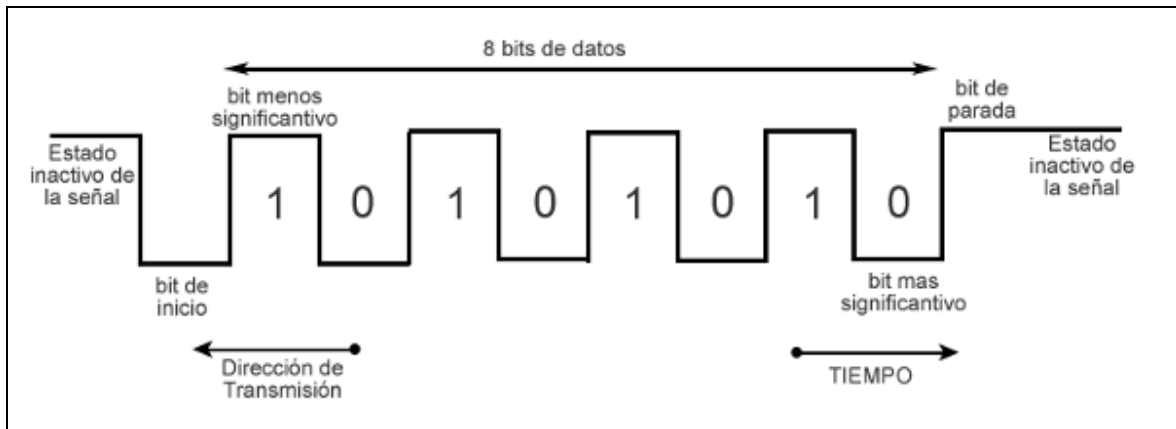 8 bits de datos
bit menos
significantivo
bit de
parada
Estado
inactivo de
la señal
1 0 1 0 1 0 1 0
Estado
inactivo de
la señal
bit de
inicio
bit mas
significantivo
Dirección de
Transmisión
TIEMPO